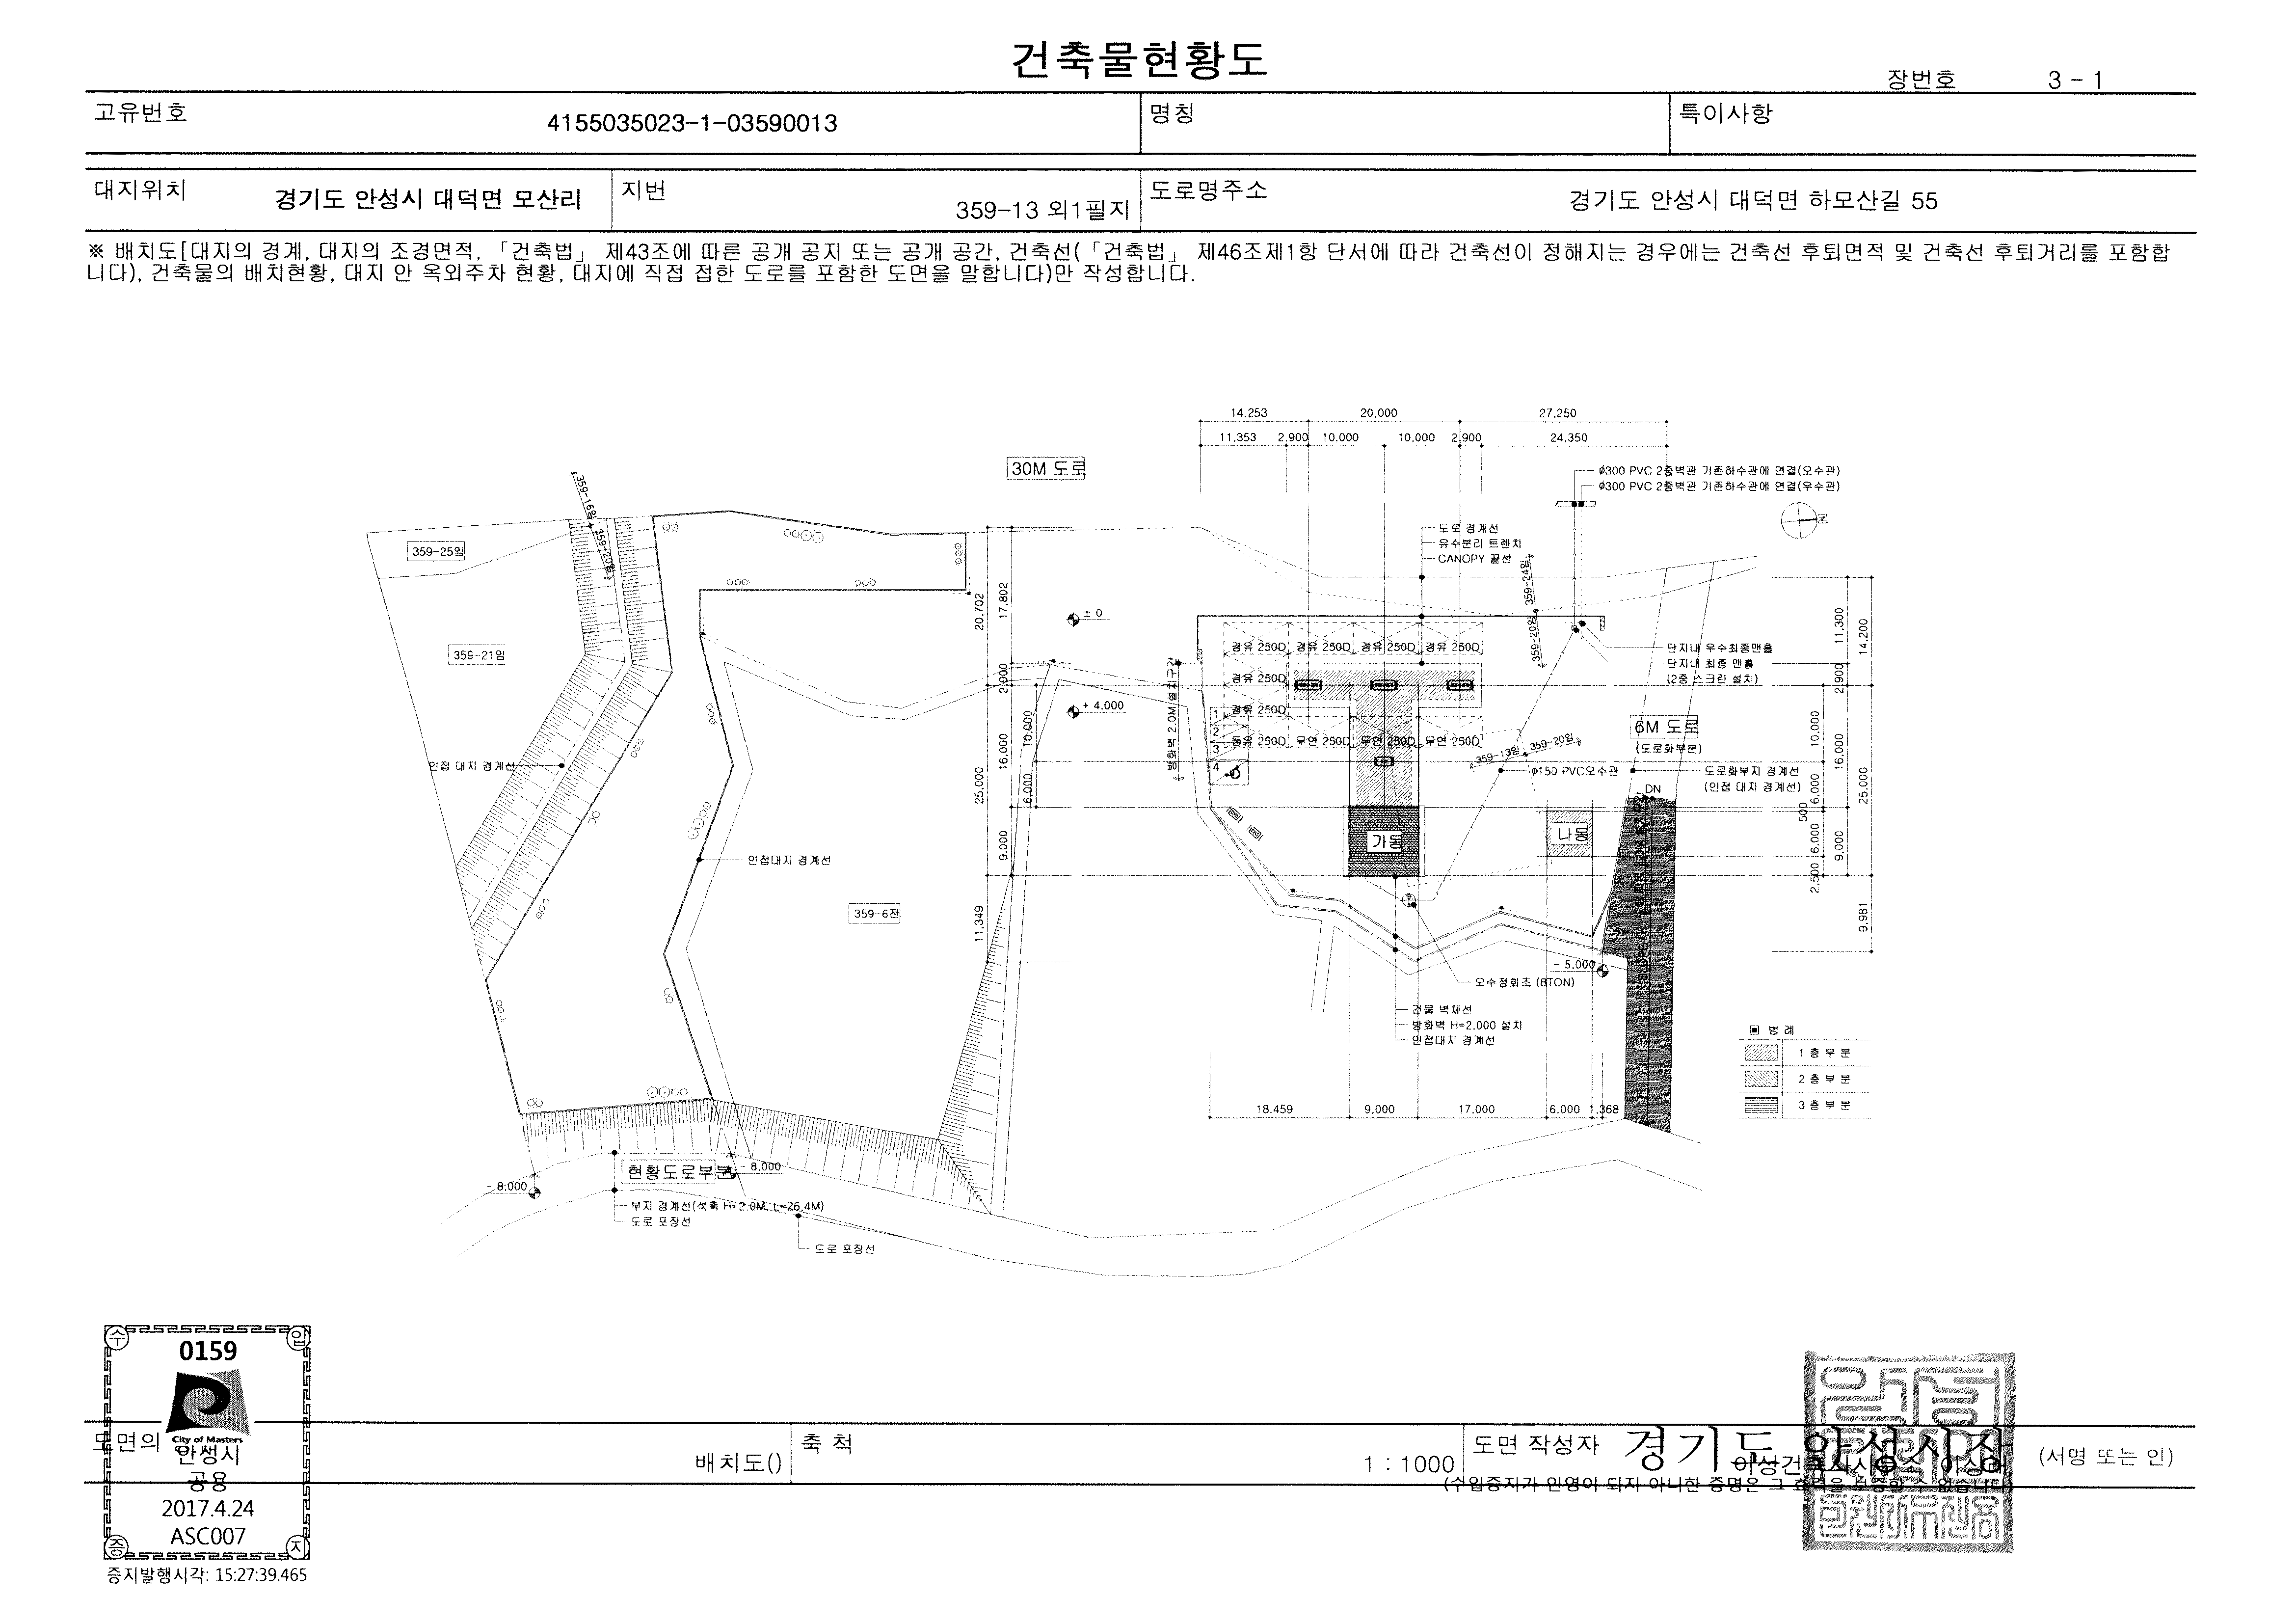 건축물현황도
장번호 3 - 1
고유번호 4155035023-1-03590013 명칭 특이사항
대지위치 경기도 안성시 대덕면 모산리 지번 359-13 외1필지 도로명주소 경기도 안성시 대덕면 하모산길 55
※ 배치도[대지의 경계, 대지의 조경면적, 「건축법」 제43조에 따른 공개 공지 또는 공개 공간, 건축선(「건축법」 제46조제1항 단서에 따라 건축선이 정해지는 경우에는 건축선 후퇴면적 및 건축선 후퇴거리를 포함합
니다), 건축물의 배치현황, 대지 안 옥외주차 현황, 대지에 직접 접한 도로를 포함한 도면을 말합니다)만 작성합니다.
14,253 20,000 27,250
11,353 2,900 10,000 10,000 2,900 24,350
30M 도로
Φ300 PVC 2중벽관 기존하수관에 연결(오수관)
Φ300 PVC 2중벽관 기존하수관에 연결(우수관)
N
359-16임
359-20임
359-25임
359-21임
도로 경계선
유수분리 트렌치
CANOPY 끝선
359-24임
359-20임
20,702
17,802
2,900
± 0
+ 4,000
11,300
14,200
2,900
단지내 우수최종맨홀
단지내 최종 맨홀
(2중 스크린 설치)
방화벽 2.0M 설치구간
경유 250D 경유 250D 경유 250D 경유 250D
경유 250D
경유 250D
등유 250D 무연 250D 무연 250D 무연 250D
1
2
3
4
6M 도로
(도로화부분)
359-13임
359-20임
Φ150 PVC오수관
도로화부지 경계선
(인접 대지 경계선)
DN
인접 대지 경계선
10,000
16,000
25,000
6,000
9,000
11,349
10,000
16,000
25,000
6,000
500
6,000
9,000
2,500
9,981
가동
나동
방화벽 2.0M 설치구간
SLOPE
인접대지 경계선
359-6전
- 5,000
오수정화조 (8TON)
건물 벽체선
방화벽 H=2.000 설치
인접대지 경계선
범 례
1 층 부 분
2 층 부 분
3 층 부 분
18,459 9,000 17,000 6,000 1,368
현황도로부분
- 8,000
- 8,000
부지 경계선(석축 H=2.0M, L=26.4M)
도로 포장선
도로 포장선
수 입
0159
City of Masters
안성시
공용
2017.4.24
ASC007
증 지
증지발행시각: 15:27:39.465
도면의
배치도()
축 척
1 : 1000
도면 작성자
경기도 안성시장
(서명 또는 인)
(수입증지가 인영이 되지 아니한 증명은 그 효력을 보증할 수 없습니다)